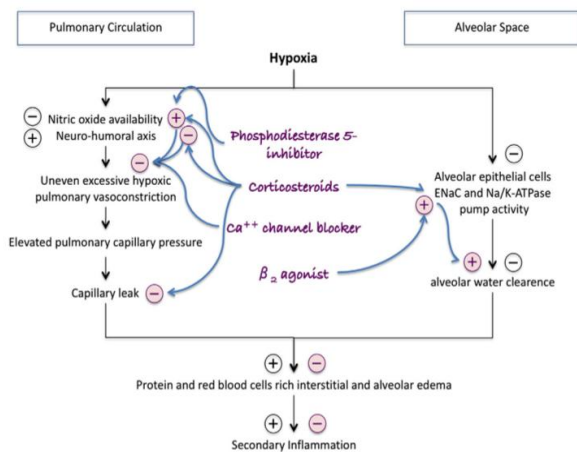 Pulmonary Circulation
Alveolar Space
Hypoxia
− Nitric oxide availability +
+ Neuro-humoral axis −
Phosphodiesterase 5-
inhibitor
−
Uneven excessive hypoxic
pulmonary vasoconstriction
Corticosteroids
−
Alveolar epithelial cells
ENaC and Na/K-ATPase
pump activity
+
Ca⁺⁺ channel blocker
Elevated pulmonary capillary pressure
β₂ agonist
Capillary leak −
+ −
alveolar water clearence
+ −
Protein and red blood cells rich interstitial and alveolar edema
+ −
Secondary Inflammation